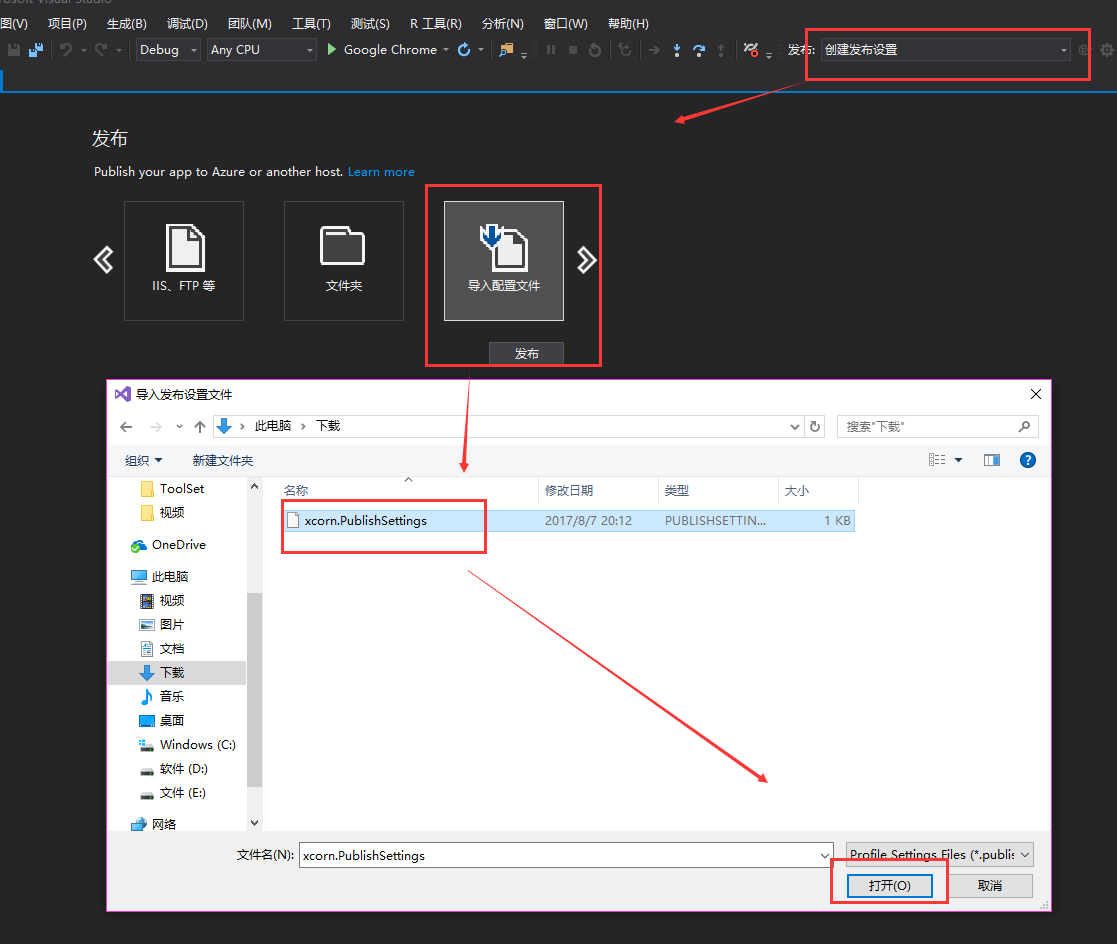 图(V) 项目(P) 生成(B) 调试(D) 团队(M) 工具(T) 测试(S) R 工具(R) 分析(N) 窗口(W) 帮助(H)
Debug Any CPU Google Chrome 发布: 创建发布设置
发布
Publish your app to Azure or another host. Learn more
IIS、FTP 等 文件夹 导入配置文件
发布
导入发布设置文件
此电脑 下载 搜索"下载"
组织 新建文件夹
名称 修改日期 类型 大小
xcorn.PublishSettings 2017/8/7 20:12 PUBLISHSETTIN... 1 KB
ToolSet
视频
OneDrive
此电脑
视频
图片
文档
下载
音乐
桌面
Windows (C:)
软件 (D:)
文件 (E:)
网络
文件名(N): xcorn.PublishSettings Profile Settings Files (*.publis
打开(O) 取消